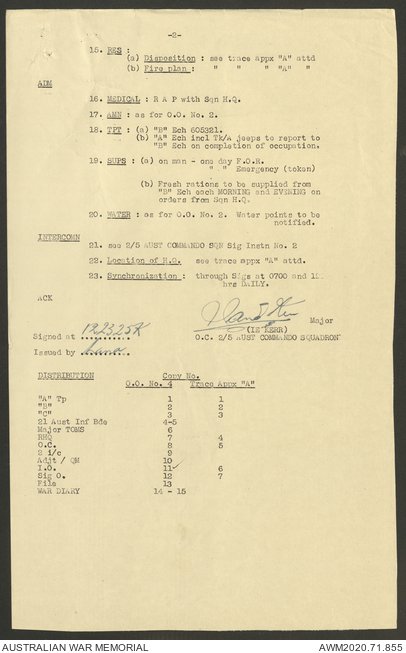 -2-
15. RES :
(a) Disposition : see trace appx "A" attd
(b) Fire plan : " " " "A" "
ADM
16. MEDICAL : R A P with Sqn H.Q.
17. AMN : as for O.O. No. 2.
18. TPT : (a) "B" Ech 605321.
(b) "A" Ech incl Tk/A jeeps to report to
"B" Ech on completion of occupation.
19. SUPS : (a) on man - one day F.O.R.
" " Emergency (token)
(b) Fresh rations to be supplied from
"B" Ech each MORNING and EVENING on
orders from Sqn H.Q.
20. WATER : as for O.O. No. 2. Water points to be
notified.
INTERCOMN
21. see 2/5 AUST COMMANDO SQN Sig Instn No. 2
22. Location of H.Q. see trace appx "A" attd.
23. Synchronization : through Sigs at 0700 and
hrs DAILY.
ACK
Major
Signed at 122325K (IE KERR)
O.C. 2/5 AUST COMMANDO SQUADRON
Issued by
DISTRIBUTION Copy No.
O.O. No. 4 Trace Appx "A"
"A" Tp 1 1
"B" 2 2
"C" 3 3
21 Aust Inf Bde 4-5
Major TOMS 6
RHQ 7 4
O.C. 8 5
2 i/c 9
Adjt / QM 10
I.O. 11 6
Sig O. 12 7
File 13
WAR DIARY 14 - 15
AUSTRALIAN WAR MEMORIAL AWM2020.71.855